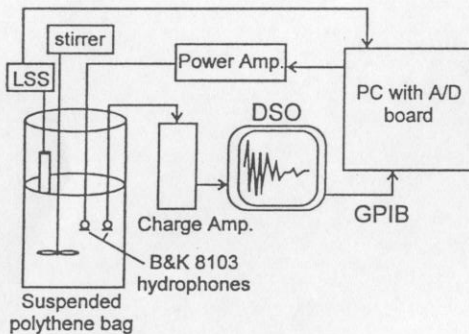 stirrer
LSS
Power Amp.
PC with A/D
board
DSO
Charge Amp.
GPIB
B&K 8103
hydrophones
Suspended
polythene bag